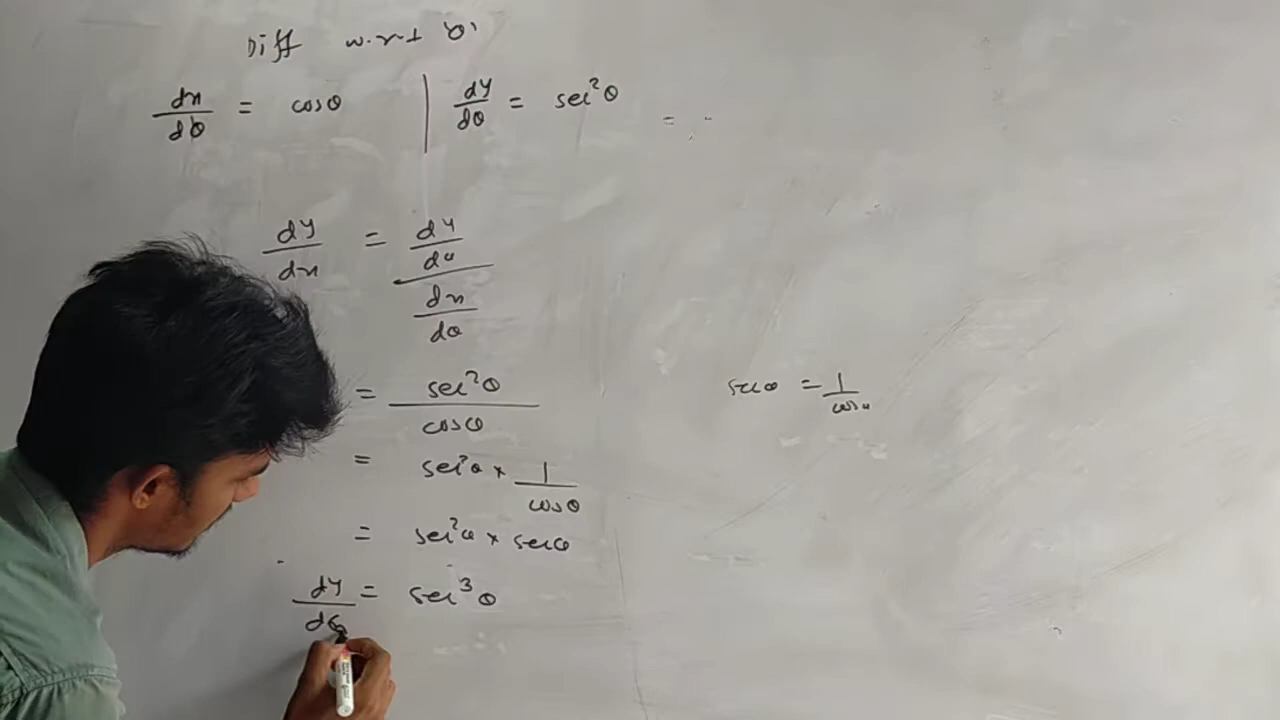 Diff w.r.t 'θ'
dx/dθ = cosθ | dy/dθ = sec²θ
dy/dx = dy/dθ / dx/dθ
= sec²θ / cosθ
secθ = 1/cosθ
= sec²θ × 1/cosθ
= sec²θ × secθ
dy/dθ = sec³θ